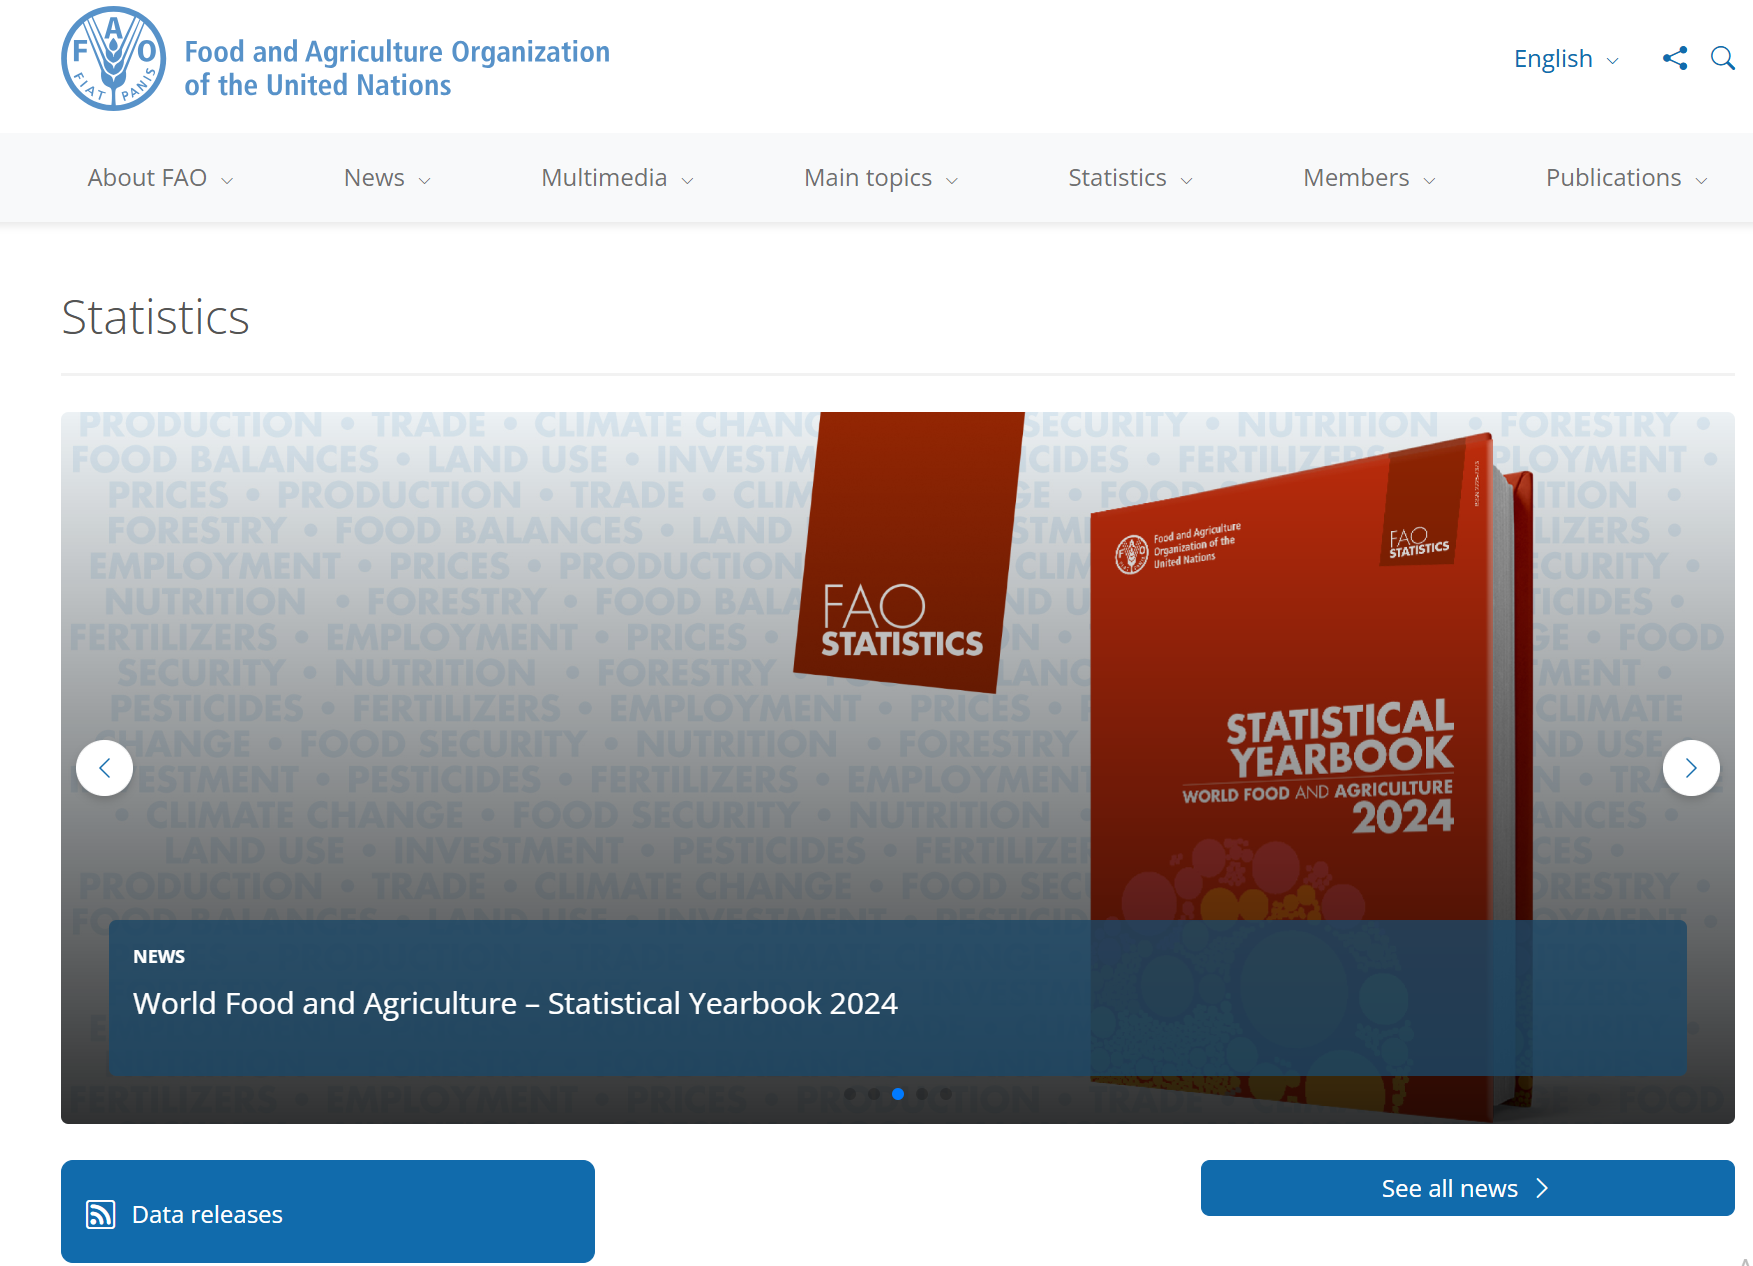 FAO
FIAT PANIS
Food and Agriculture Organization
of the United Nations
English
About FAO
News
Multimedia
Main topics
Statistics
Members
Publications
Statistics
PRODUCTION • TRADE • CLIMATE CHANG SECURITY • NUTRITION • FORESTRY •
FOOD BALANCES • LAND USE • INVESTM CIDES • FERTILIZERS PLOYMENT •
PRICES • PRODUCTION • TRADE • CLIM GE • FOOD ITION •
FORESTRY • FOOD BALANCES • LAND STM LIZERS •
EMPLOYMENT • PRICES • PRODUCTION CLIM CURITY •
NUTRITION • FORESTRY • FOOD BALA ND U TICIDES •
FERTILIZERS • EMPLOYMENT • PRICES • N • GE • FOOD
SECURITY • NUTRITION • FORESTRY • LANC MENT •
PESTICIDES • FERTILIZERS • EMPLOYMENT • PRICES • CLIMATE
HANGE • FOOD SECURITY • NUTRITION • FORESTRY ND USE
ESTMENT • PESTICIDES • FERTILIZERS • EMPLOYMENT N • TRA
• CLIMATE CHANGE • FOOD SECURITY • NUTRITION • ANCES •
LAND USE • INVESTMENT • PESTICIDES • FERTILIZE CES •
PRODUCTION • TRADE • CLIMATE CHANGE • FOOD SEC ORESTRY •
FAO
STATISTICS
FAO
Food and Agriculture
Organization of the
United Nations
FAO
STATISTICS
STATISTICAL
YEARBOOK
WORLD FOOD AND AGRICULTURE
2024
NEWS
World Food and Agriculture – Statistical Yearbook 2024
FERTILIZERS • EMPLOYMENT • PRICES • PRODUCTION • TRADE • FOOD
Data releases
See all news